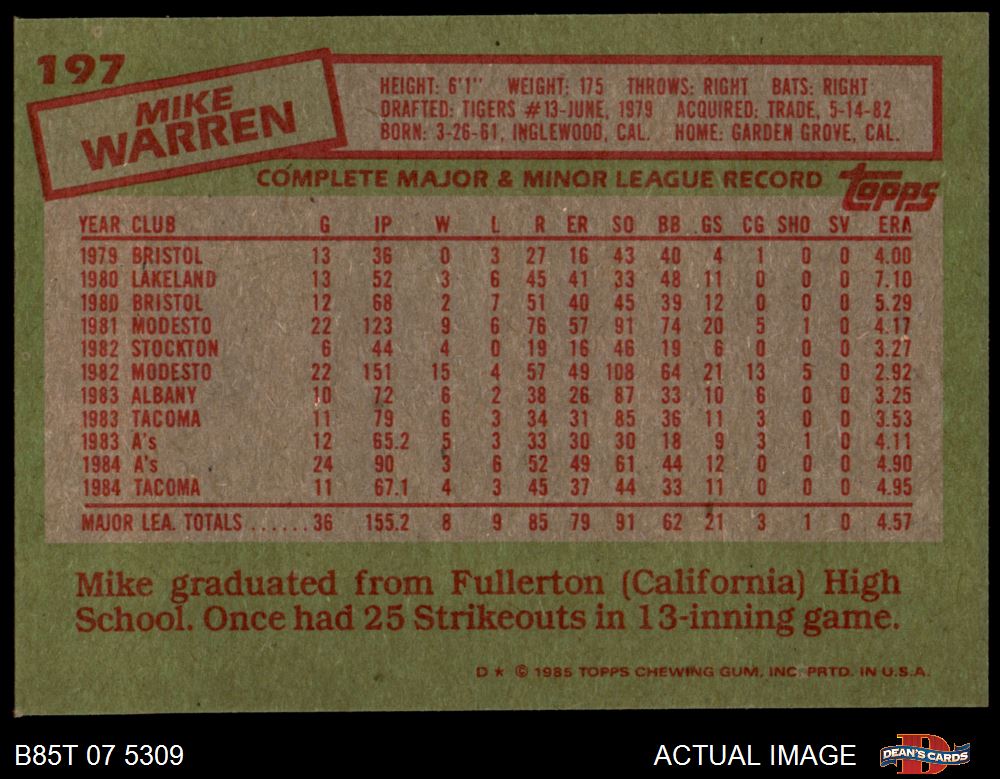 197
MIKE
WARREN
HEIGHT: 6'1" WEIGHT: 175 THROWS: RIGHT BATS: RIGHT
DRAFTED: TIGERS #13-JUNE, 1979 ACQUIRED: TRADE, 5-14-82
BORN: 3-26-61, INGLEWOOD, CAL. HOME: GARDEN GROVE, CAL.
COMPLETE MAJOR & MINOR LEAGUE RECORD topps
YEAR CLUB G IP W L R ER SO BB GS CG SHO SV ERA
1979 BRISTOL 13 36 0 3 27 16 43 40 4 1 0 0 4.00
1980 LAKELAND 13 52 3 6 45 41 33 48 11 0 0 0 7.10
1980 BRISTOL 12 68 2 7 51 40 45 39 12 0 0 0 5.29
1981 MODESTO 22 123 9 6 76 57 91 74 20 5 1 0 4.17
1982 STOCKTON 6 44 4 0 19 16 46 19 6 0 0 0 3.27
1982 MODESTO 22 151 15 4 57 49 108 64 21 13 5 0 2.92
1983 ALBANY 10 72 6 2 38 26 87 33 10 6 0 0 3.25
1983 TACOMA 11 79 6 3 34 31 85 36 11 3 0 0 3.53
1983 A's 12 65.2 5 3 33 30 30 18 9 3 1 0 4.11
1984 A's 24 90 3 6 52 49 61 44 12 0 0 0 4.90
1984 TACOMA 11 67.1 4 3 45 37 44 33 11 0 0 0 4.95
MAJOR LEA. TOTALS ...... 36 155.2 8 9 85 79 91 62 21 3 1 0 4.57
Mike graduated from Fullerton (California) High
School. Once had 25 Strikeouts in 13-inning game.
D ★ © 1985 TOPPS CHEWING GUM, INC. PRTD. IN U.S.A.
B85T 07 5309 ACTUAL IMAGE DEAN'S CARDS